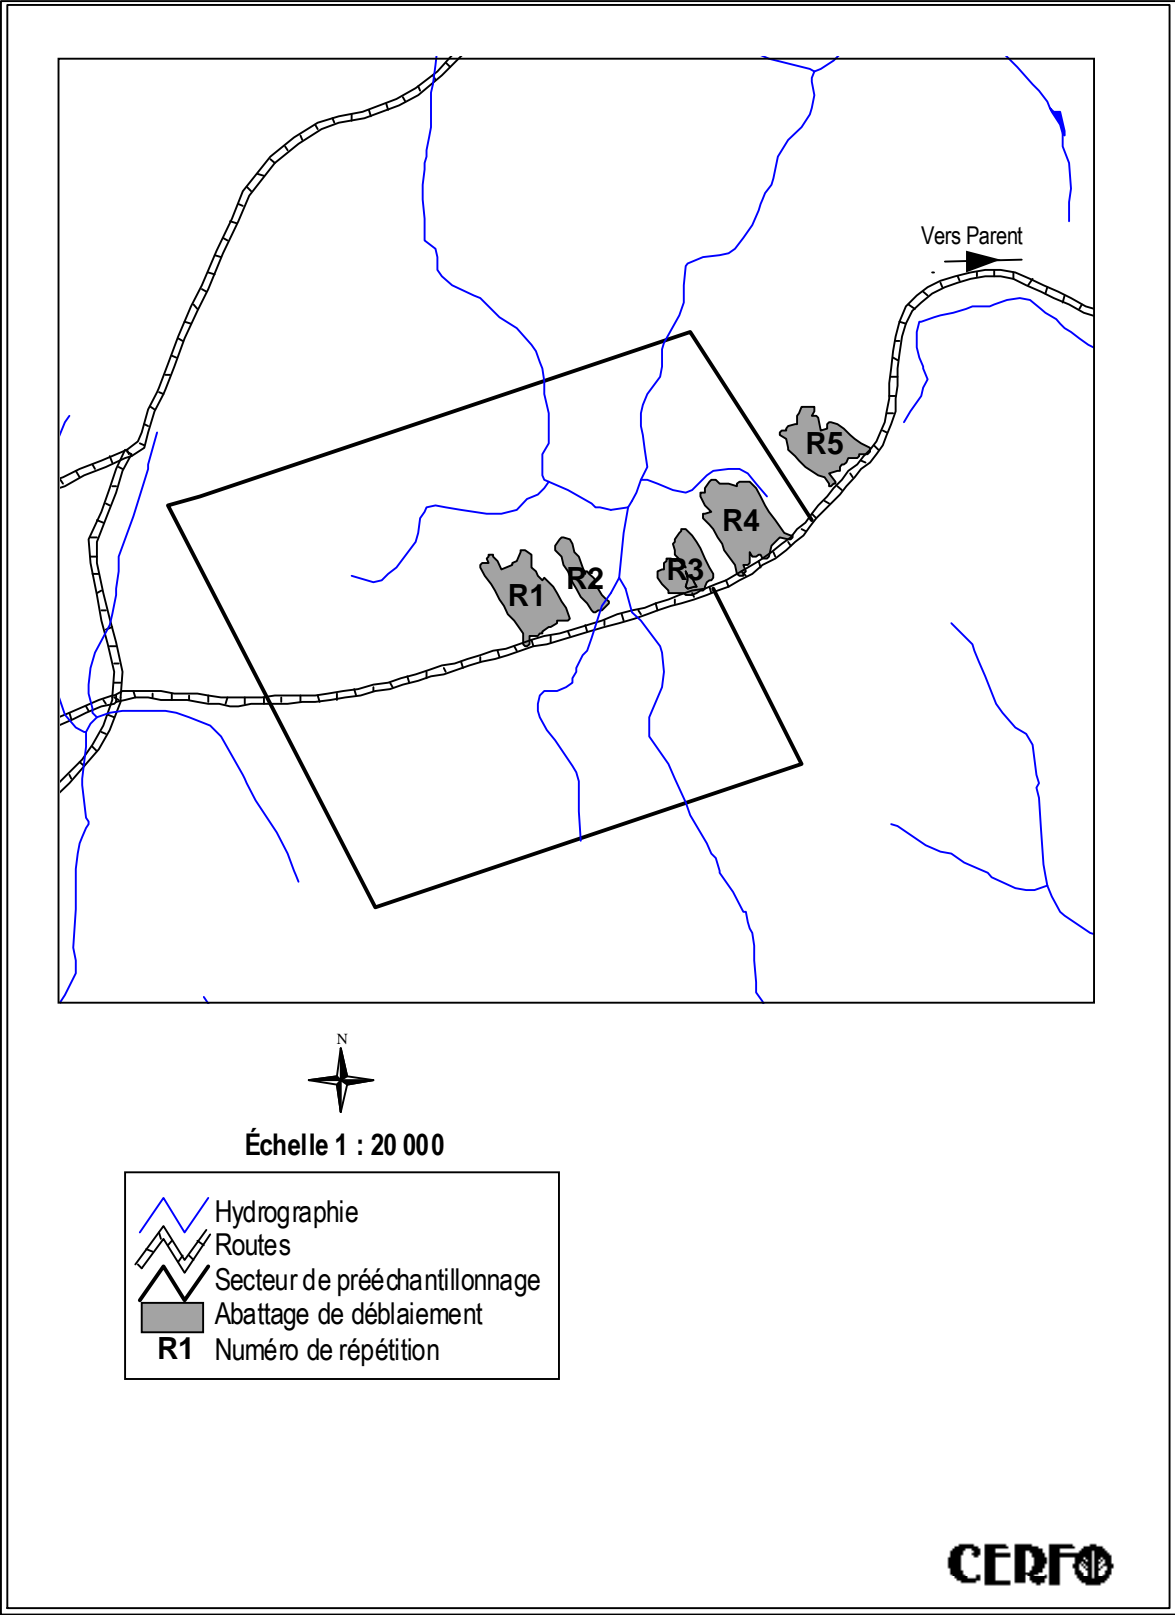 Vers Parent
R5
R4
R3
R2
R1
N
Échelle 1 : 20 000
Hydrographie
Routes
Secteur de prééchantillonnage
Abattage de déblaiement
R1 Numéro de répétition
CERFO